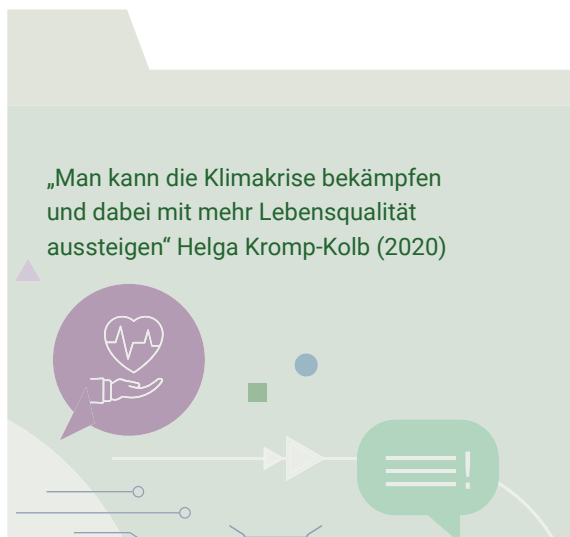 „Man kann die Klimakrise bekämpfen
und dabei mit mehr Lebensqualität
aussteigen“ Helga Kromp-Kolb (2020)
!